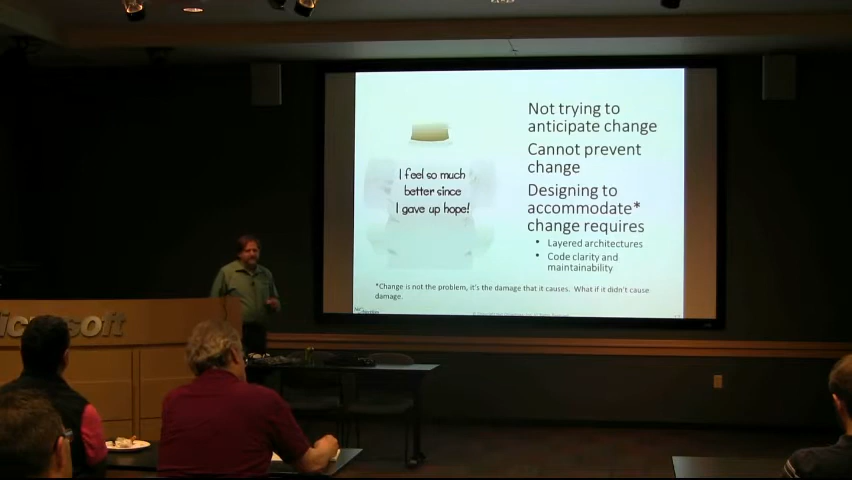 Not trying to
anticipate change
Cannot prevent
change
Designing to
accommodate*
change requires
• Layered architectures
• Code clarity and
maintainability
I feel so much
better since
I gave up hope!
*Change is not the problem, it's the damage that it causes. What if it didn't cause
damage.
icrosoft